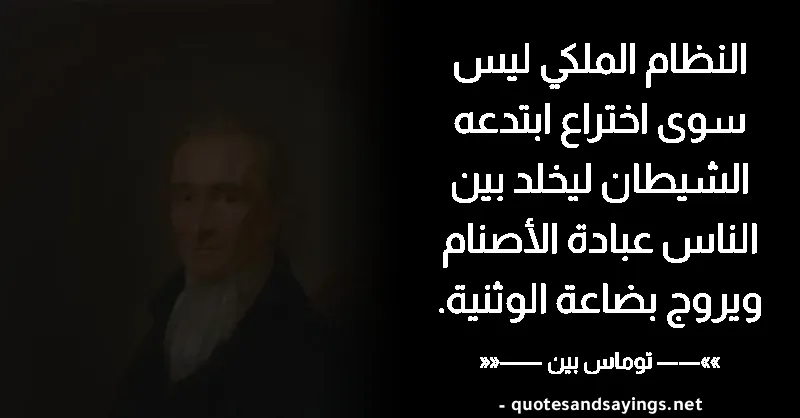 النظام الملكي ليس
سوى اختراع ابتدعه
الشيطان ليخلد بين
الناس عبادة الأصنام
ويروج بضاعة الوثنية.
»»—— توماس بين ——««
- quotesandsayings.net